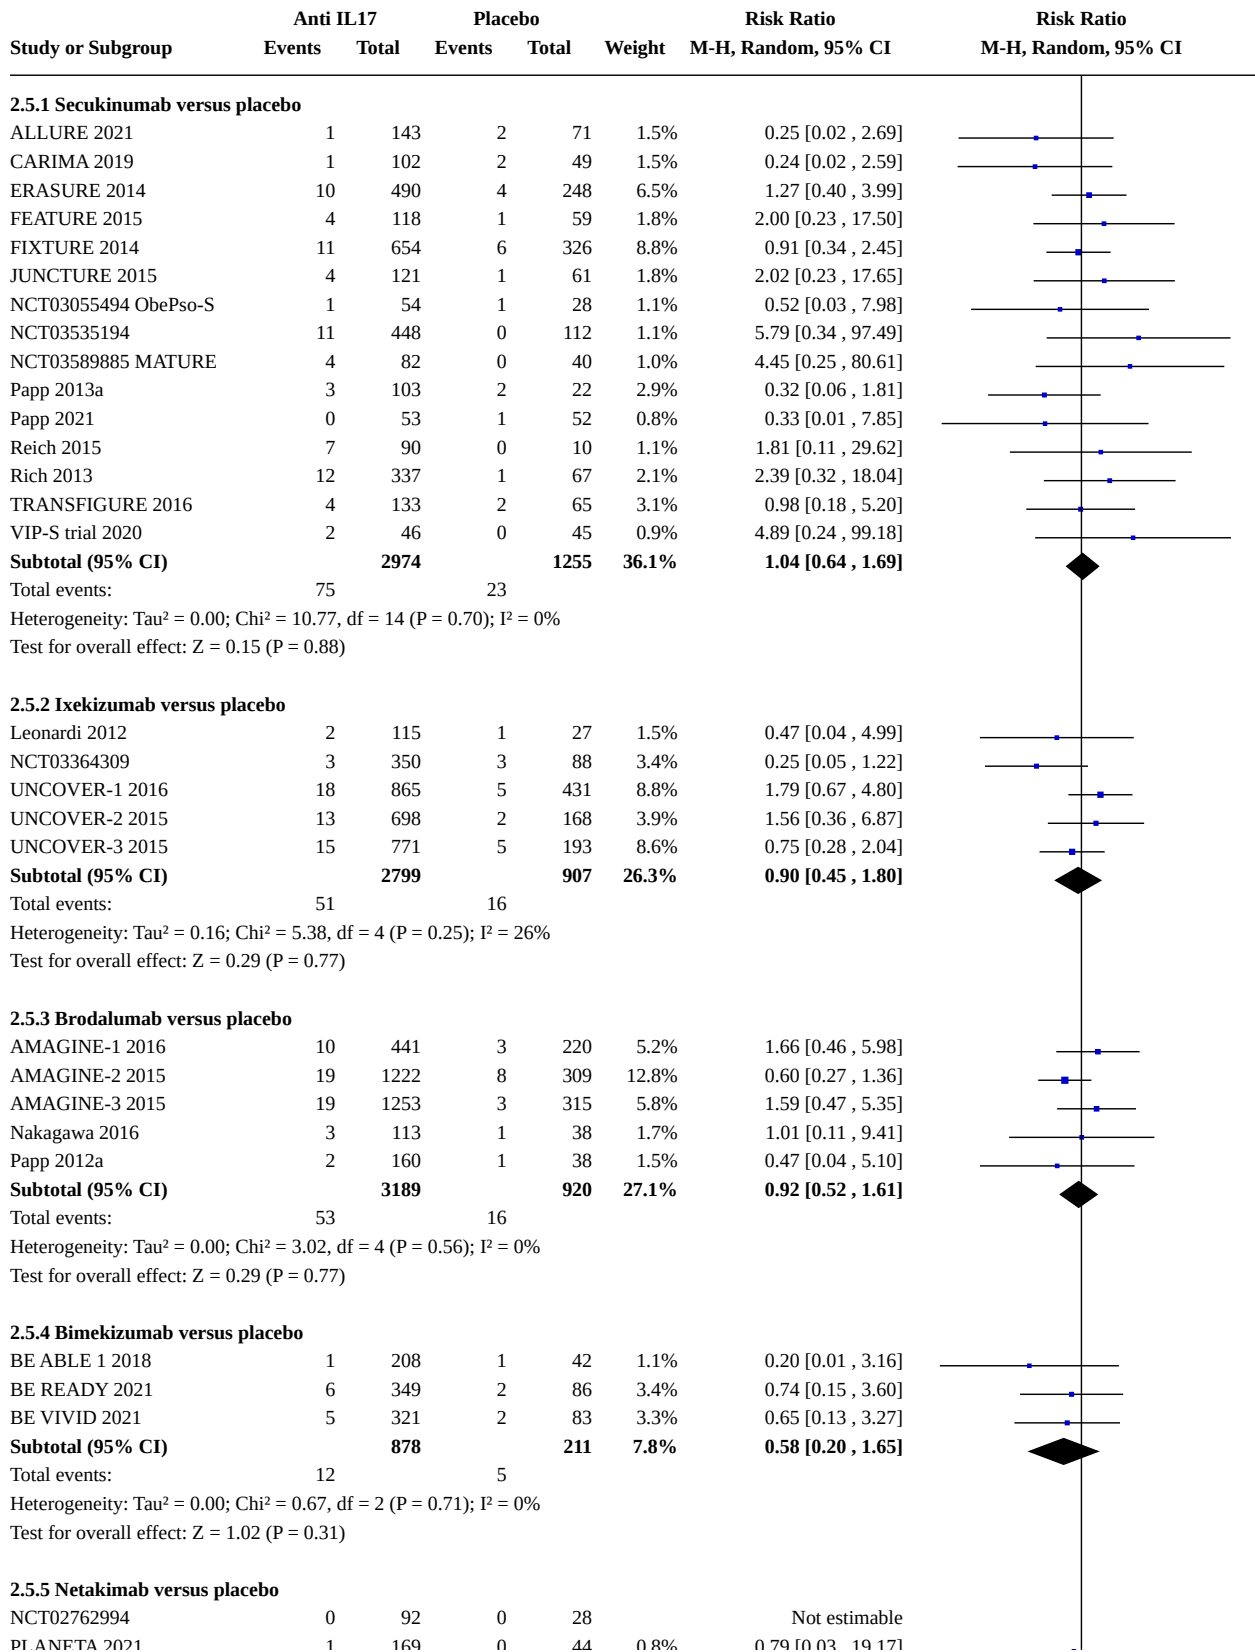 Anti IL17 Placebo Risk Ratio Risk Ratio
Study or Subgroup Events Total Events Total Weight M-H, Random, 95% CI M-H, Random, 95% CI
2.5.1 Secukinumab versus placebo
ALLURE 2021 1 143 2 71 1.5% 0.25 [0.02 , 2.69]
CARIMA 2019 1 102 2 49 1.5% 0.24 [0.02 , 2.59]
ERASURE 2014 10 490 4 248 6.5% 1.27 [0.40 , 3.99]
FEATURE 2015 4 118 1 59 1.8% 2.00 [0.23 , 17.50]
FIXTURE 2014 11 654 6 326 8.8% 0.91 [0.34 , 2.45]
JUNCTURE 2015 4 121 1 61 1.8% 2.02 [0.23 , 17.65]
NCT03055494 ObePso-S 1 54 1 28 1.1% 0.52 [0.03 , 7.98]
NCT03535194 11 448 0 112 1.1% 5.79 [0.34 , 97.49]
NCT03589885 MATURE 4 82 0 40 1.0% 4.45 [0.25 , 80.61]
Papp 2013a 3 103 2 22 2.9% 0.32 [0.06 , 1.81]
Papp 2021 0 53 1 52 0.8% 0.33 [0.01 , 7.85]
Reich 2015 7 90 0 10 1.1% 1.81 [0.11 , 29.62]
Rich 2013 12 337 1 67 2.1% 2.39 [0.32 , 18.04]
TRANSFIGURE 2016 4 133 2 65 3.1% 0.98 [0.18 , 5.20]
VIP-S trial 2020 2 46 0 45 0.9% 4.89 [0.24 , 99.18]
Subtotal (95% CI) 2974 1255 36.1% 1.04 [0.64 , 1.69]
Total events: 75 23
Heterogeneity: Tau² = 0.00; Chi² = 10.77, df = 14 (P = 0.70); I² = 0%
Test for overall effect: Z = 0.15 (P = 0.88)
2.5.2 Ixekizumab versus placebo
Leonardi 2012 2 115 1 27 1.5% 0.47 [0.04 , 4.99]
NCT03364309 3 350 3 88 3.4% 0.25 [0.05 , 1.22]
UNCOVER-1 2016 18 865 5 431 8.8% 1.79 [0.67 , 4.80]
UNCOVER-2 2015 13 698 2 168 3.9% 1.56 [0.36 , 6.87]
UNCOVER-3 2015 15 771 5 193 8.6% 0.75 [0.28 , 2.04]
Subtotal (95% CI) 2799 907 26.3% 0.90 [0.45 , 1.80]
Total events: 51 16
Heterogeneity: Tau² = 0.16; Chi² = 5.38, df = 4 (P = 0.25); I² = 26%
Test for overall effect: Z = 0.29 (P = 0.77)
2.5.3 Brodalumab versus placebo
AMAGINE-1 2016 10 441 3 220 5.2% 1.66 [0.46 , 5.98]
AMAGINE-2 2015 19 1222 8 309 12.8% 0.60 [0.27 , 1.36]
AMAGINE-3 2015 19 1253 3 315 5.8% 1.59 [0.47 , 5.35]
Nakagawa 2016 3 113 1 38 1.7% 1.01 [0.11 , 9.41]
Papp 2012a 2 160 1 38 1.5% 0.47 [0.04 , 5.10]
Subtotal (95% CI) 3189 920 27.1% 0.92 [0.52 , 1.61]
Total events: 53 16
Heterogeneity: Tau² = 0.00; Chi² = 3.02, df = 4 (P = 0.56); I² = 0%
Test for overall effect: Z = 0.29 (P = 0.77)
2.5.4 Bimekizumab versus placebo
BE ABLE 1 2018 1 208 1 42 1.1% 0.20 [0.01 , 3.16]
BE READY 2021 6 349 2 86 3.4% 0.74 [0.15 , 3.60]
BE VIVID 2021 5 321 2 83 3.3% 0.65 [0.13 , 3.27]
Subtotal (95% CI) 878 211 7.8% 0.58 [0.20 , 1.65]
Total events: 12 5
Heterogeneity: Tau² = 0.00; Chi² = 0.67, df = 2 (P = 0.71); I² = 0%
Test for overall effect: Z = 1.02 (P = 0.31)
2.5.5 Netakimab versus placebo
NCT02762994 0 92 0 28 Not estimable
PLANETA 2021 1 169 0 44 0.8% 0.79 [0.03 , 19.17]